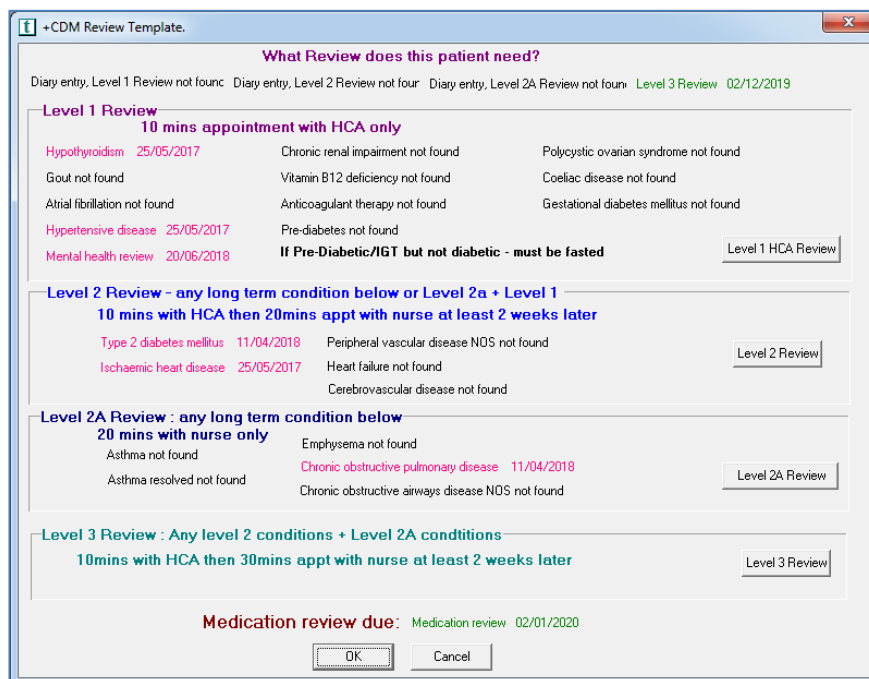 +CDM Review Template.
What Review does this patient need?
Diary entry, Level 1 Review not found Diary entry, Level 2 Review not four Diary entry, Level 2A Review not foun Level 3 Review 02/12/2019
Level 1 Review
10 mins appointment with HCA only
Hypothyroidism 25/05/2017 Chronic renal impairment not found Polycystic ovarian syndrome not found
Gout not found Vitamin B12 deficiency not found Coeliac disease not found
Atrial fibrillation not found Anticoagulant therapy not found Gestational diabetes mellitus not found
Hypertensive disease 25/05/2017 Pre-diabetes not found
Mental health review 20/06/2018 If Pre-Diabetic/IGT but not diabetic - must be fasted Level 1 HCA Review
Level 2 Review - any long term condition below or Level 2a + Level 1
10 mins with HCA then 20mins appt with nurse at least 2 weeks later
Type 2 diabetes mellitus 11/04/2018 Peripheral vascular disease NOS not found
Ischaemic heart disease 25/05/2017 Heart failure not found Level 2 Review
Cerebrovascular disease not found
Level 2A Review : any long term condition below
20 mins with nurse only
Asthma not found Emphysema not found
Asthma resolved not found Chronic obstructive pulmonary disease 11/04/2018
Chronic obstructive airways disease NOS not found Level 2A Review
Level 3 Review : Any level 2 conditions + Level 2A condtitions
10mins with HCA then 30mins appt with nurse at least 2 weeks later Level 3 Review
Medication review due: Medication review 02/01/2020
OK Cancel